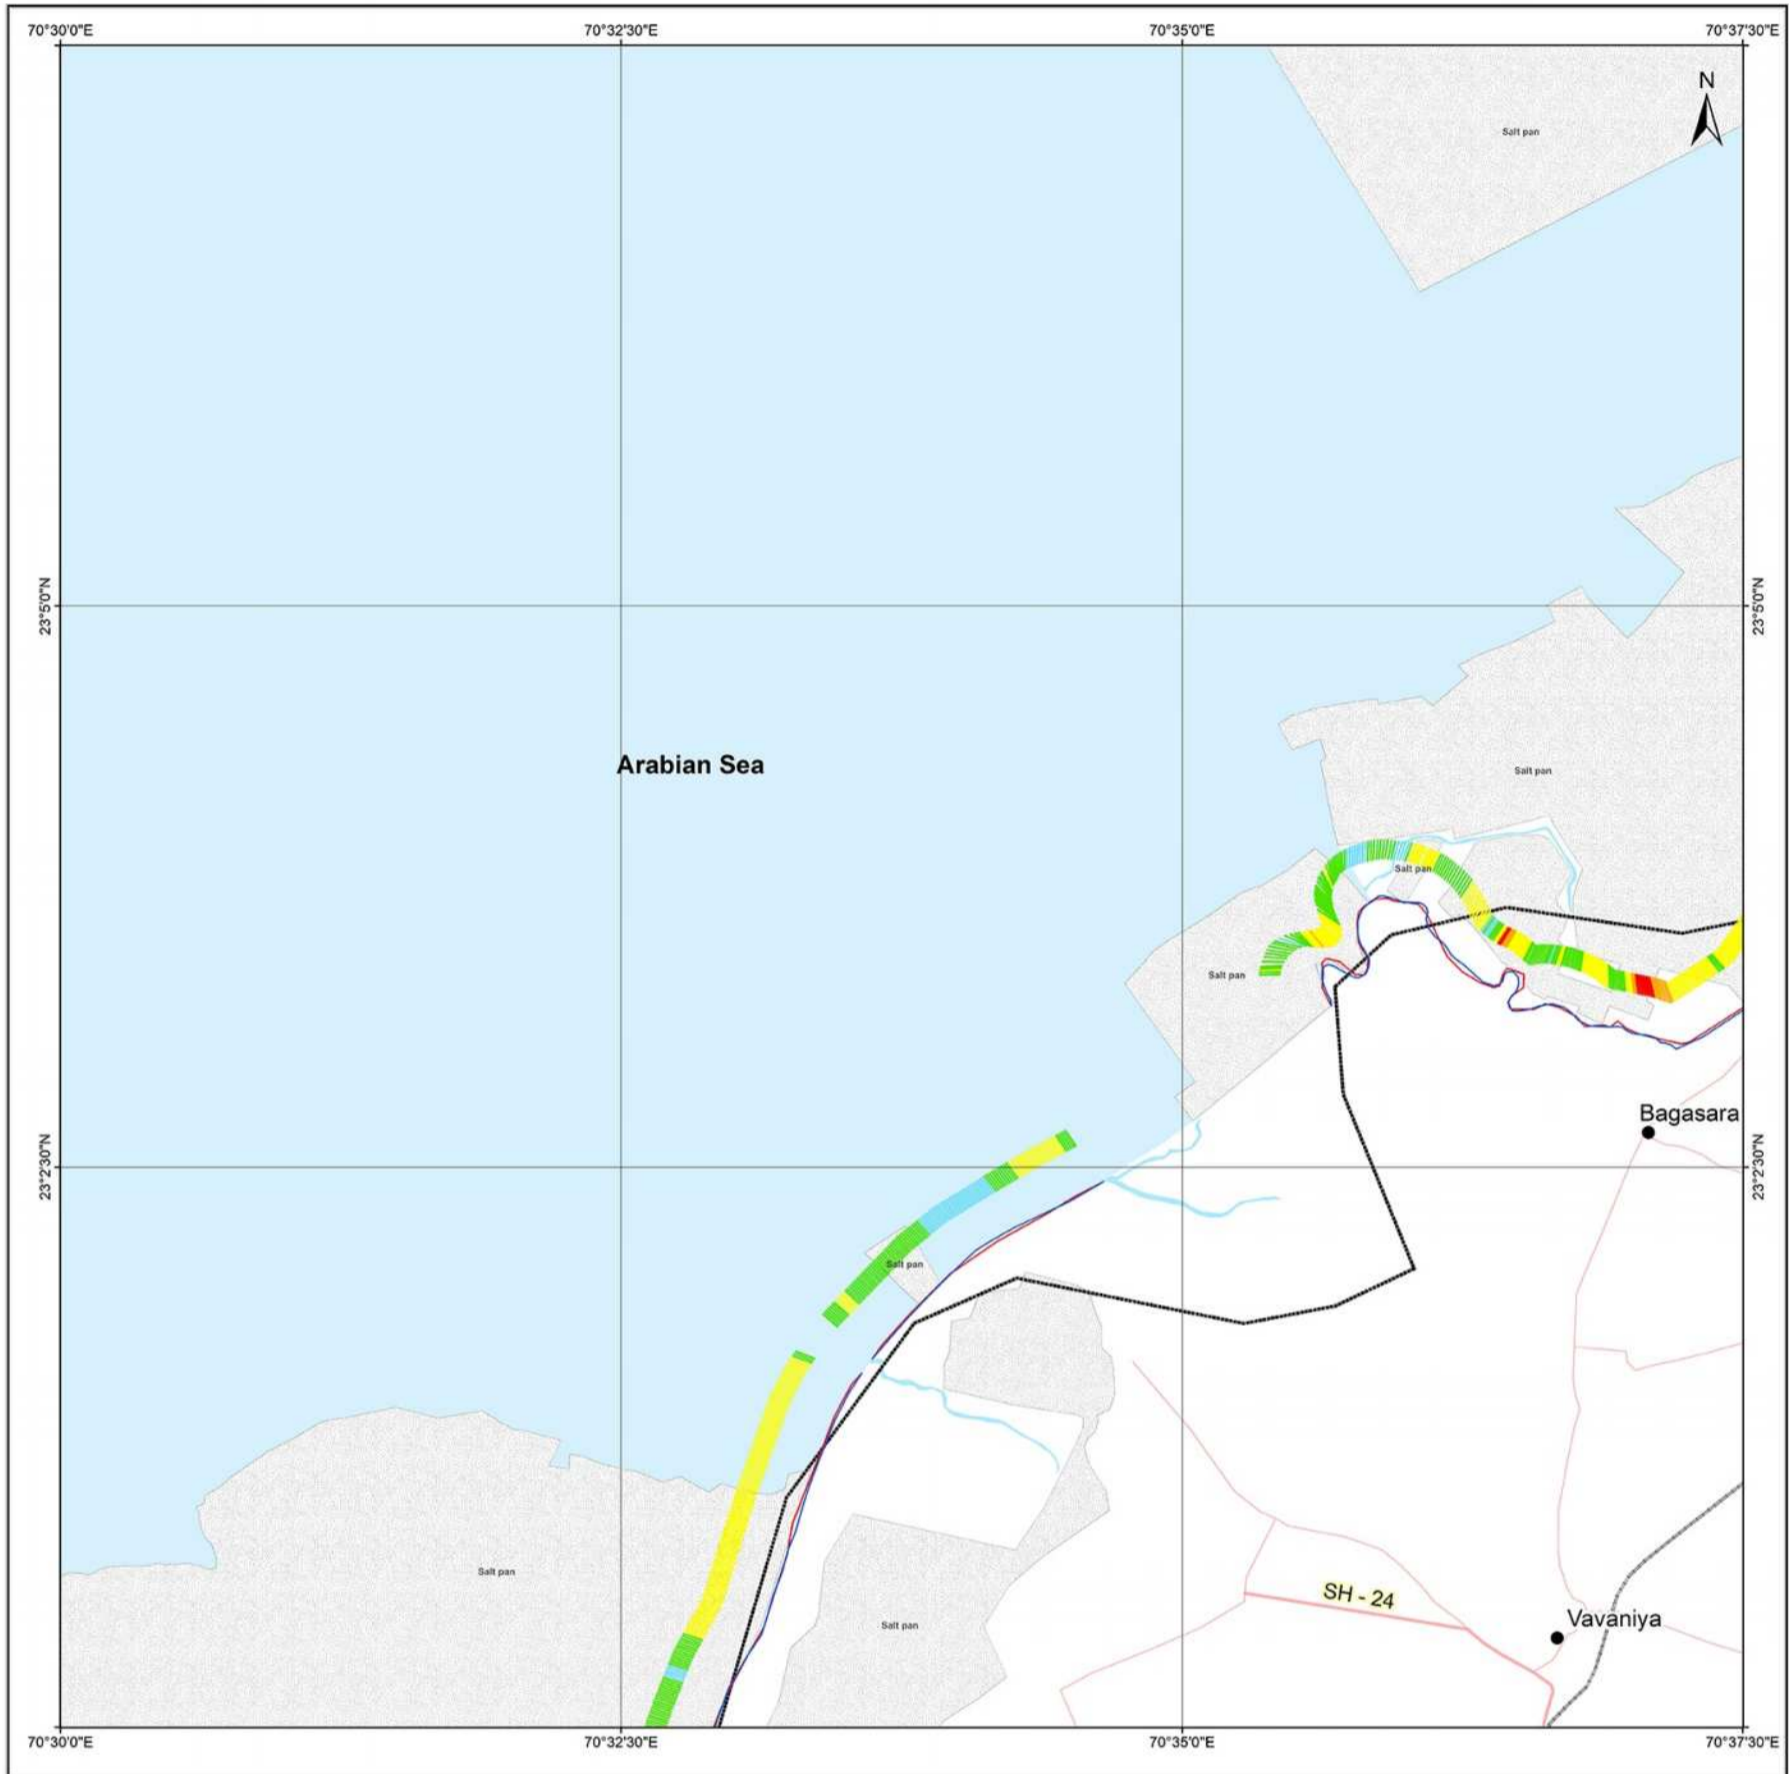 70°30'0"E
70°32'30"E
70°35'0"E
70°37'30"E
N
Salt pan
23°5'0"N
23°5'0"N
Arabian Sea
Salt pan
Salt pan
Salt pan
Bagasara
23°2'30"N
23°2'30"N
Salt pan
Salt pan
SH - 24
Vavaniya
Salt pan
70°30'0"E
70°32'30"E
70°35'0"E
70°37'30"E